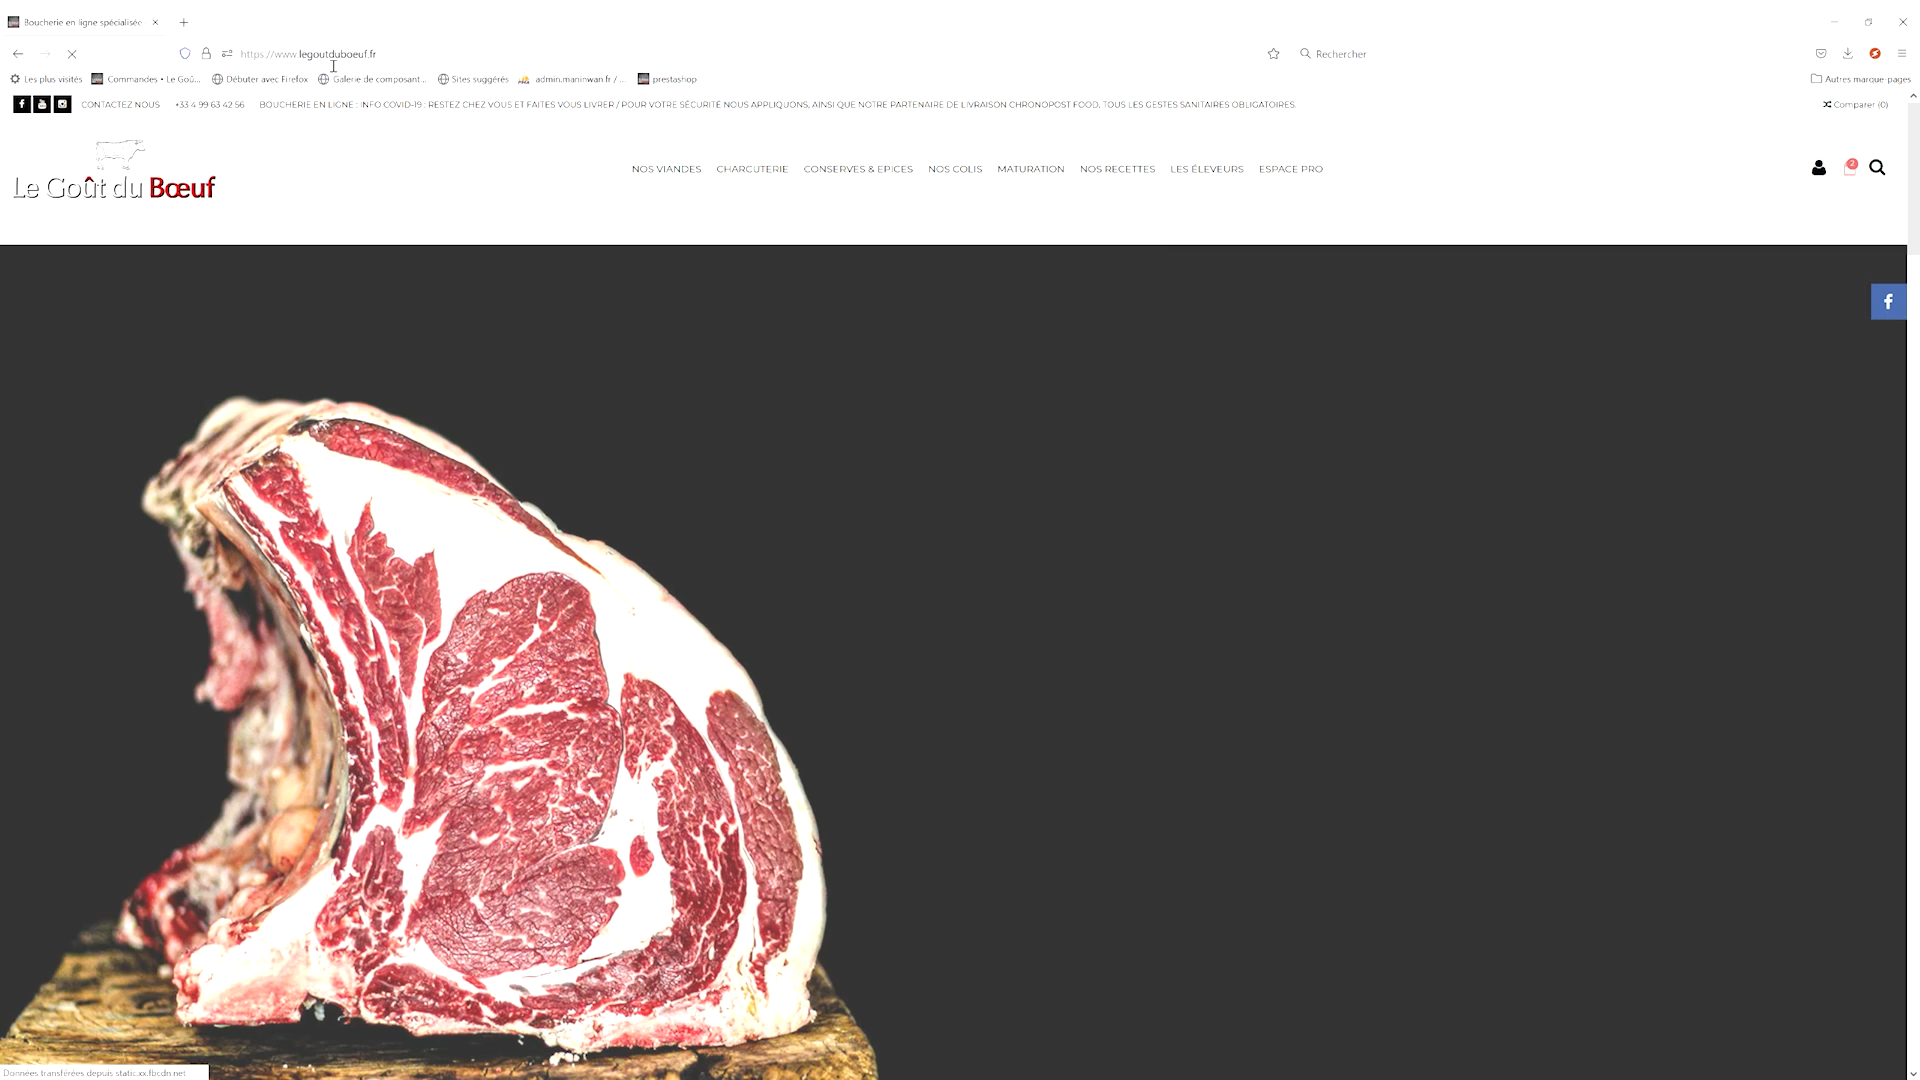 Boucherie en ligne spécialisée
https://www.legoutduboeuf.fr
Rechercher
Les plus visités
Commandes • Le Goû...
Débuter avec Firefox
Galerie de composant...
Sites suggérés
admin.maninwan.fr / ...
prestashop
Autres marque-pages
CONTACTEZ NOUS
+33 4 99 63 42 56
BOUCHERIE EN LIGNE : INFO COVID-19 : RESTEZ CHEZ VOUS ET FAITES VOUS LIVRER / POUR VOTRE SÉCURITÉ NOUS APPLIQUONS, AINSI QUE NOTRE PARTENAIRE DE LIVRAISON CHRONOPOST FOOD, TOUS LES GESTES SANITAIRES OBLIGATOIRES.
Comparer (0)
Le Goût du Bœuf
NOS VIANDES
CHARCUTERIE
CONSERVES & EPICES
NOS COLIS
MATURATION
NOS RECETTES
LES ÉLEVEURS
ESPACE PRO
2
Données transférées depuis static.xx.fbcdn.net